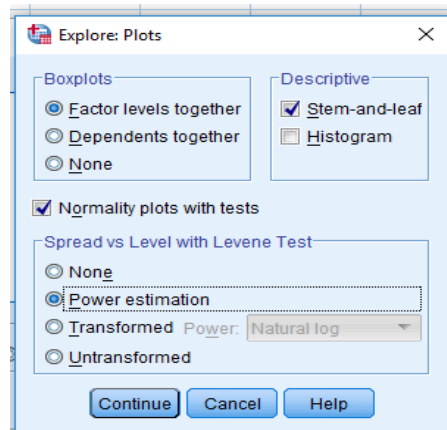 Explore: Plots
Boxplots
Factor levels together
Dependents together
None
Descriptive
Stem-and-leaf
Histogram
Normality plots with tests
Spread vs Level with Levene Test
None
Power estimation
Transformed Power: Natural log
Untransformed
Continue Cancel Help